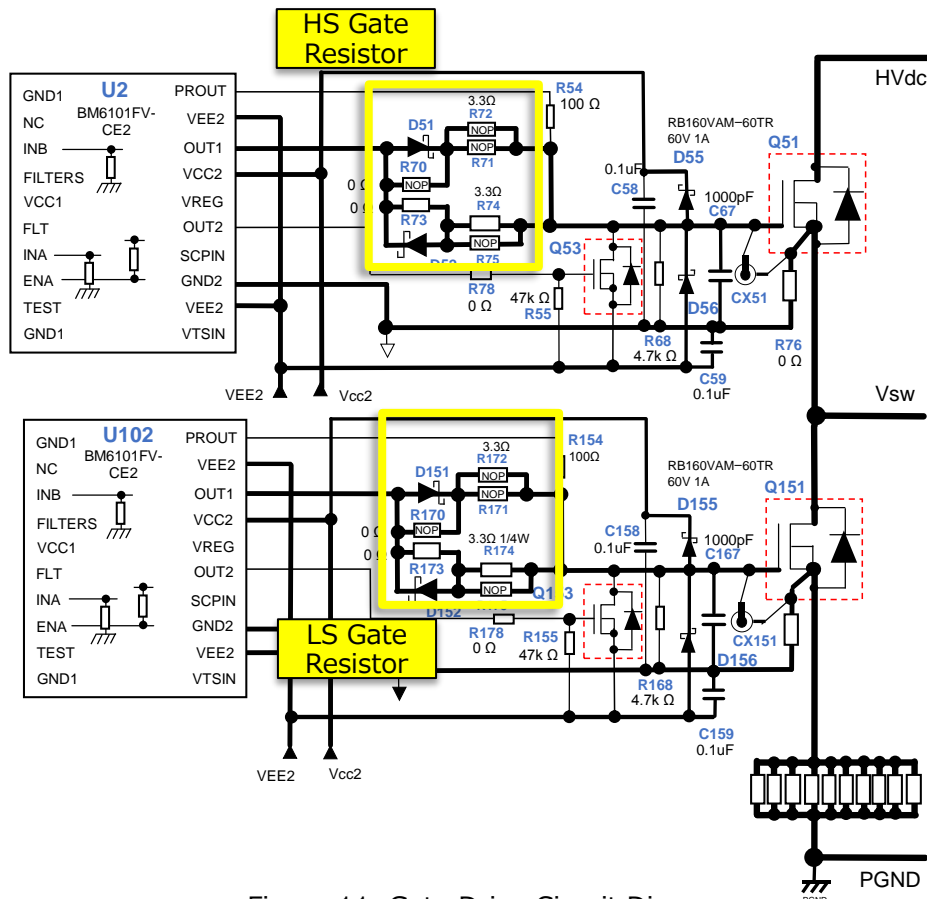 HS Gate
Resistor
U2
BM6101FV-
CE2
GND1
NC
INB
FILTERS
VCC1
FLT
INA
ENA
TEST
GND1
PROUT
VEE2
OUT1
VCC2
VREG
OUT2
SCPIN
GND2
VEE2
VTSIN
D51
3.3Ω
R72
NOP
NOP
R71
R70
NOP
0 Ω
R73
3.3Ω
R74
NOP
R75
R54
100 Ω
R78
0 Ω
47k Ω
R55
Q53
0.1uF
C58
RB160VAM−60TR
60V 1A
D55
1000pF
C67
Q51
HVdc
CX51
D56
R68
4.7k Ω
C59
0.1uF
R76
0 Ω
VEE2
Vcc2
Vsw
U102
BM6101FV-
CE2
GND1
NC
INB
FILTERS
VCC1
FLT
INA
ENA
TEST
GND1
PROUT
VEE2
OUT1
VCC2
VREG
OUT2
SCPIN
GND2
VEE2
VTSIN
D151
3.3Ω
R172
NOP
NOP
R171
R170
NOP
R173
3.3Ω 1/4W
R174
NOP
D152
R154
100Ω
R178
0 Ω
R155
47k Ω
C158
0.1uF
RB160VAM−60TR
60V 1A
D155
1000pF
C167
Q151
CX151
D156
R168
4.7k Ω
C159
0.1uF
LS Gate
Resistor
VEE2
Vcc2
PGND